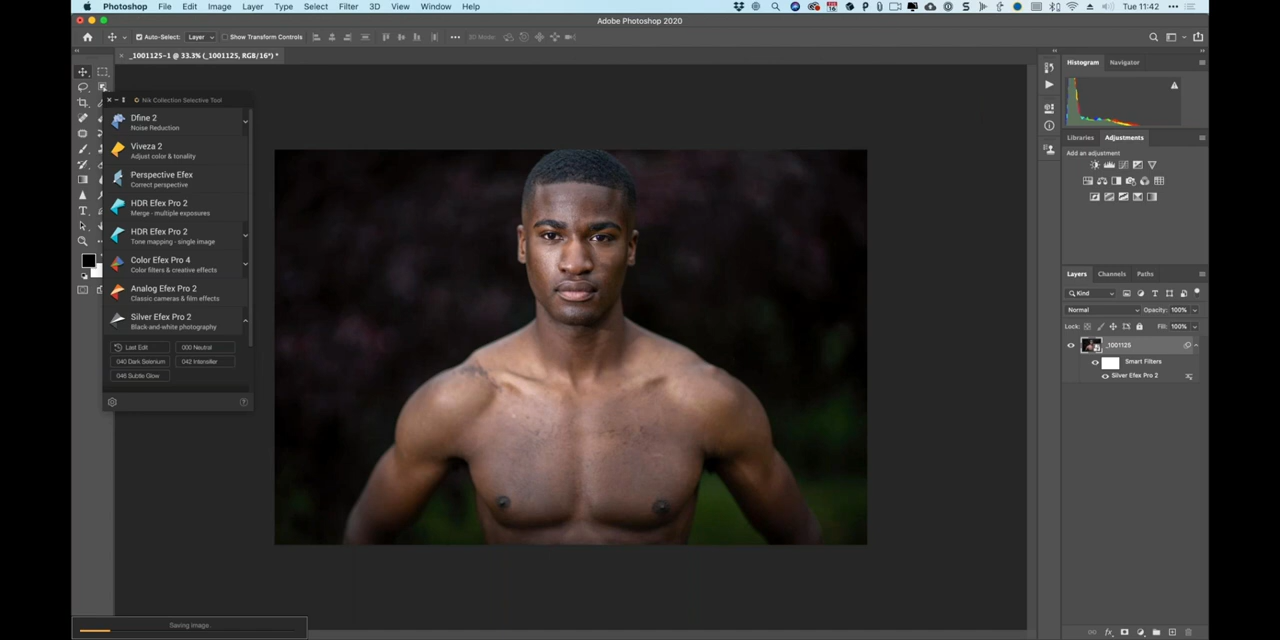 Photoshop File Edit Image Layer Type Select Filter 3D View Window Help
Tue 11:42
Adobe Photoshop 2020
Auto-Select: Layer Show Transform Controls 3D Mode:
_1001125-1 @ 33.3% (_1001125, RGB/16*) *
Nik Collection Selective Tool
Dfine 2
Noise Reduction
Viveza 2
Adjust color & tonality
Perspective Efex
Correct perspective
HDR Efex Pro 2
Merge - multiple exposures
HDR Efex Pro 2
Tone mapping - single image
Color Efex Pro 4
Color filters & creative effects
Analog Efex Pro 2
Classic cameras & film effects
Silver Efex Pro 2
Black-and-white photography
Last Edit 000 Neutral
040 Dark Selenium 042 Intensifier
046 Subtle Glow
Saving image
Histogram Navigator
Libraries Adjustments
Add an adjustment
Layers Channels Paths
Kind
Normal Opacity: 100%
Lock: Fill: 100%
_1001125
Smart Filters
Silver Efex Pro 2